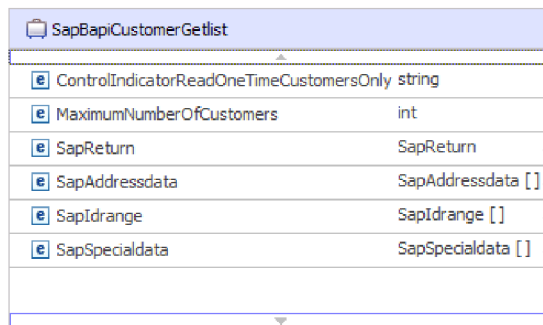 SapBapiCustomerGetlist
e ControlIndicatorReadOneTimeCustomersOnly string
e MaximumNumberOfCustomers int
e SapReturn SapReturn
e SapAddressdata SapAddressdata []
e SapIdrange SapIdrange []
e SapSpecialdata SapSpecialdata []